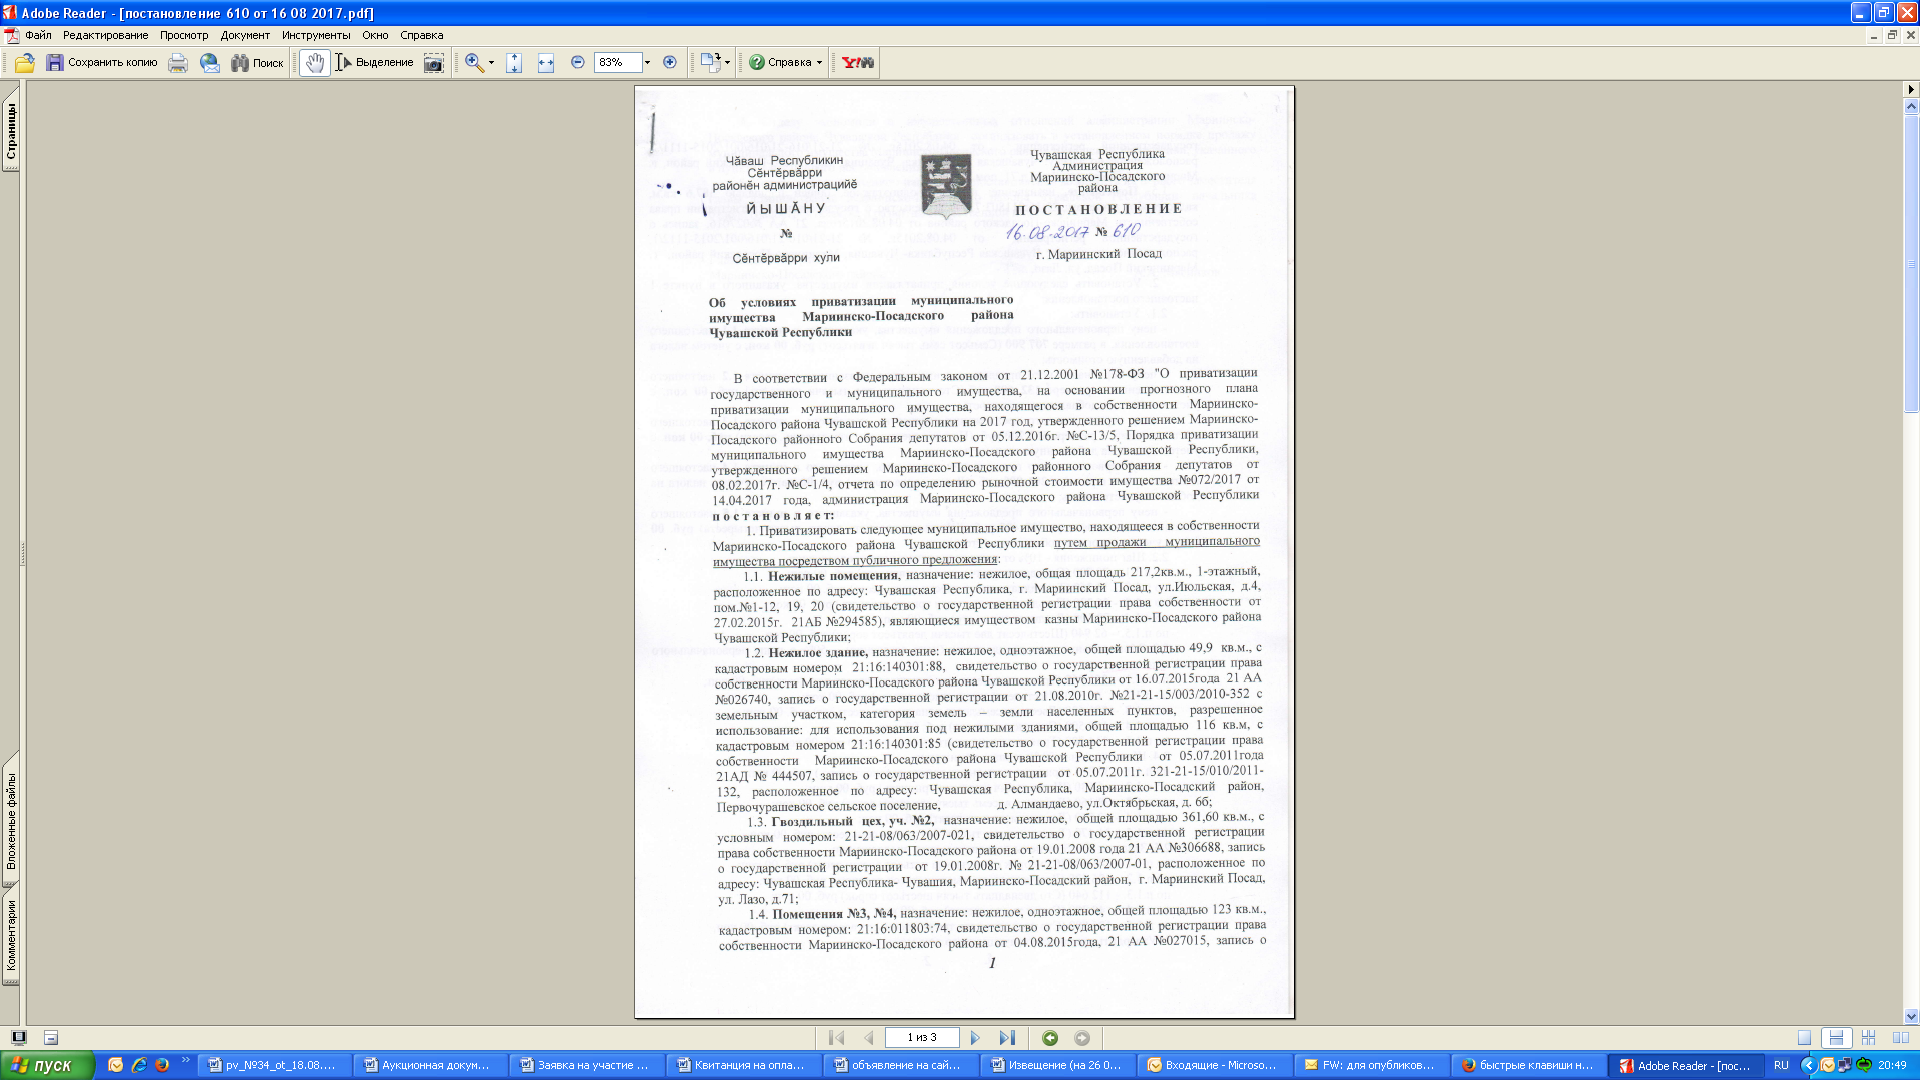 Adobe Reader - [постановление 610 от 16 08 2017.pdf]
Файл Редактирование Просмотр Документ Инструменты Окно Справка
Сохранить копию Поиск Выделение 83% Справка Y!
Страницы
Вложенные файлы
Комментарии
Чӑваш Республикин
Сӗнтӗрвӑрри
районӗн администрацийӗ
Й Ы Ш Ӑ Н У
№
Сӗнтӗрвӑрри хули
Чувашская Республика
Администрация
Мариинско-Посадского
района
П О С Т А Н О В Л Е Н И Е
16.08.2017 № 610
г. Мариинский Посад
Об условиях приватизации муниципального
имущества Мариинско-Посадского района
Чувашской Республики
В соответствии с Федеральным законом от 21.12.2001 №178-ФЗ "О приватизации
государственного и муниципального имущества, на основании прогнозного плана
приватизации муниципального имущества, находящегося в собственности Мариинско-
Посадского района Чувашской Республики на 2017 год, утвержденного решением Мариинско-
Посадского районного Собрания депутатов от 05.12.2016г. №С-13/5, Порядка приватизации
муниципального имущества Мариинско-Посадского района Чувашской Республики,
утвержденного решением Мариинско-Посадского районного Собрания депутатов от
08.02.2017г. №С-1/4, отчета по определению рыночной стоимости имущества №072/2017 от
14.04.2017 года, администрация Мариинско-Посадского района Чувашской Республики
п о с т а н о в л я е т:
1. Приватизировать следующее муниципальное имущество, находящееся в собственности
Мариинско-Посадского района Чувашской Республики путем продажи муниципального
имущества посредством публичного предложения:
1.1. Нежилые помещения, назначение: нежилое, общая площадь 217,2кв.м., 1-этажный,
расположенное по адресу: Чувашская Республика, г. Мариинский Посад, ул.Июльская, д.4,
пом.№1-12, 19, 20 (свидетельство о государственной регистрации права собственности от
27.02.2015г. 21АБ №294585), являющиеся имуществом казны Мариинско-Посадского района
Чувашской Республики;
1.2. Нежилое здание, назначение: нежилое, одноэтажное, общей площадью 49,9 кв.м., с
кадастровым номером 21:16:140301:88, свидетельство о государственной регистрации права
собственности Мариинско-Посадского района Чувашской Республики от 16.07.2015года 21 АА
№026740, запись о государственной регистрации от 21.08.2010г. №21-21-15/003/2010-352 с
земельным участком, категория земель – земли населенных пунктов, разрешенное
использование: для использования под нежилыми зданиями, общей площадью 116 кв.м, с
кадастровым номером 21:16:140301:85 (свидетельство о государственной регистрации права
собственности Мариинско-Посадского района Чувашской Республики от 05.07.2011года
21АД № 444507, запись о государственной регистрации от 05.07.2011г. 321-21-15/010/2011-
132, расположенное по адресу: Чувашская Республика, Мариинско-Посадский район,
Первочурашевское сельское поселение, д. Алмандаево, ул.Октябрьская, д. 6б;
1.3. Гвоздильный цех, уч. №2, назначение: нежилое, общей площадью 361,60 кв.м., с
условным номером: 21-21-08/063/2007-021, свидетельство о государственной регистрации
права собственности Мариинско-Посадского района от 19.01.2008 года 21 АА №306688, запись
о государственной регистрации от 19.01.2008г. № 21-21-08/063/2007-01, расположенное по
адресу: Чувашская Республика- Чувашия, Мариинско-Посадский район, г. Мариинский Посад,
ул. Лазо, д.71;
1.4. Помещения №3, №4, назначение: нежилое, одноэтажное, общей площадью 123 кв.м.,
кадастровым номером: 21:16:011803:74, свидетельство о государственной регистрации права
собственности Мариинско-Посадского района от 04.08.2015года, 21 АА №027015, запись о
1
1 из 3
пуск pv_№34_ot_18.08.... Аукционная докум... Заявка на участие ... Квитанция на опла... объявление на сай... Извещение (на 26 0... Входящие - Microso... FW: для опубликов... быстрые клавиши н... Adobe Reader - [пос... RU 20:49